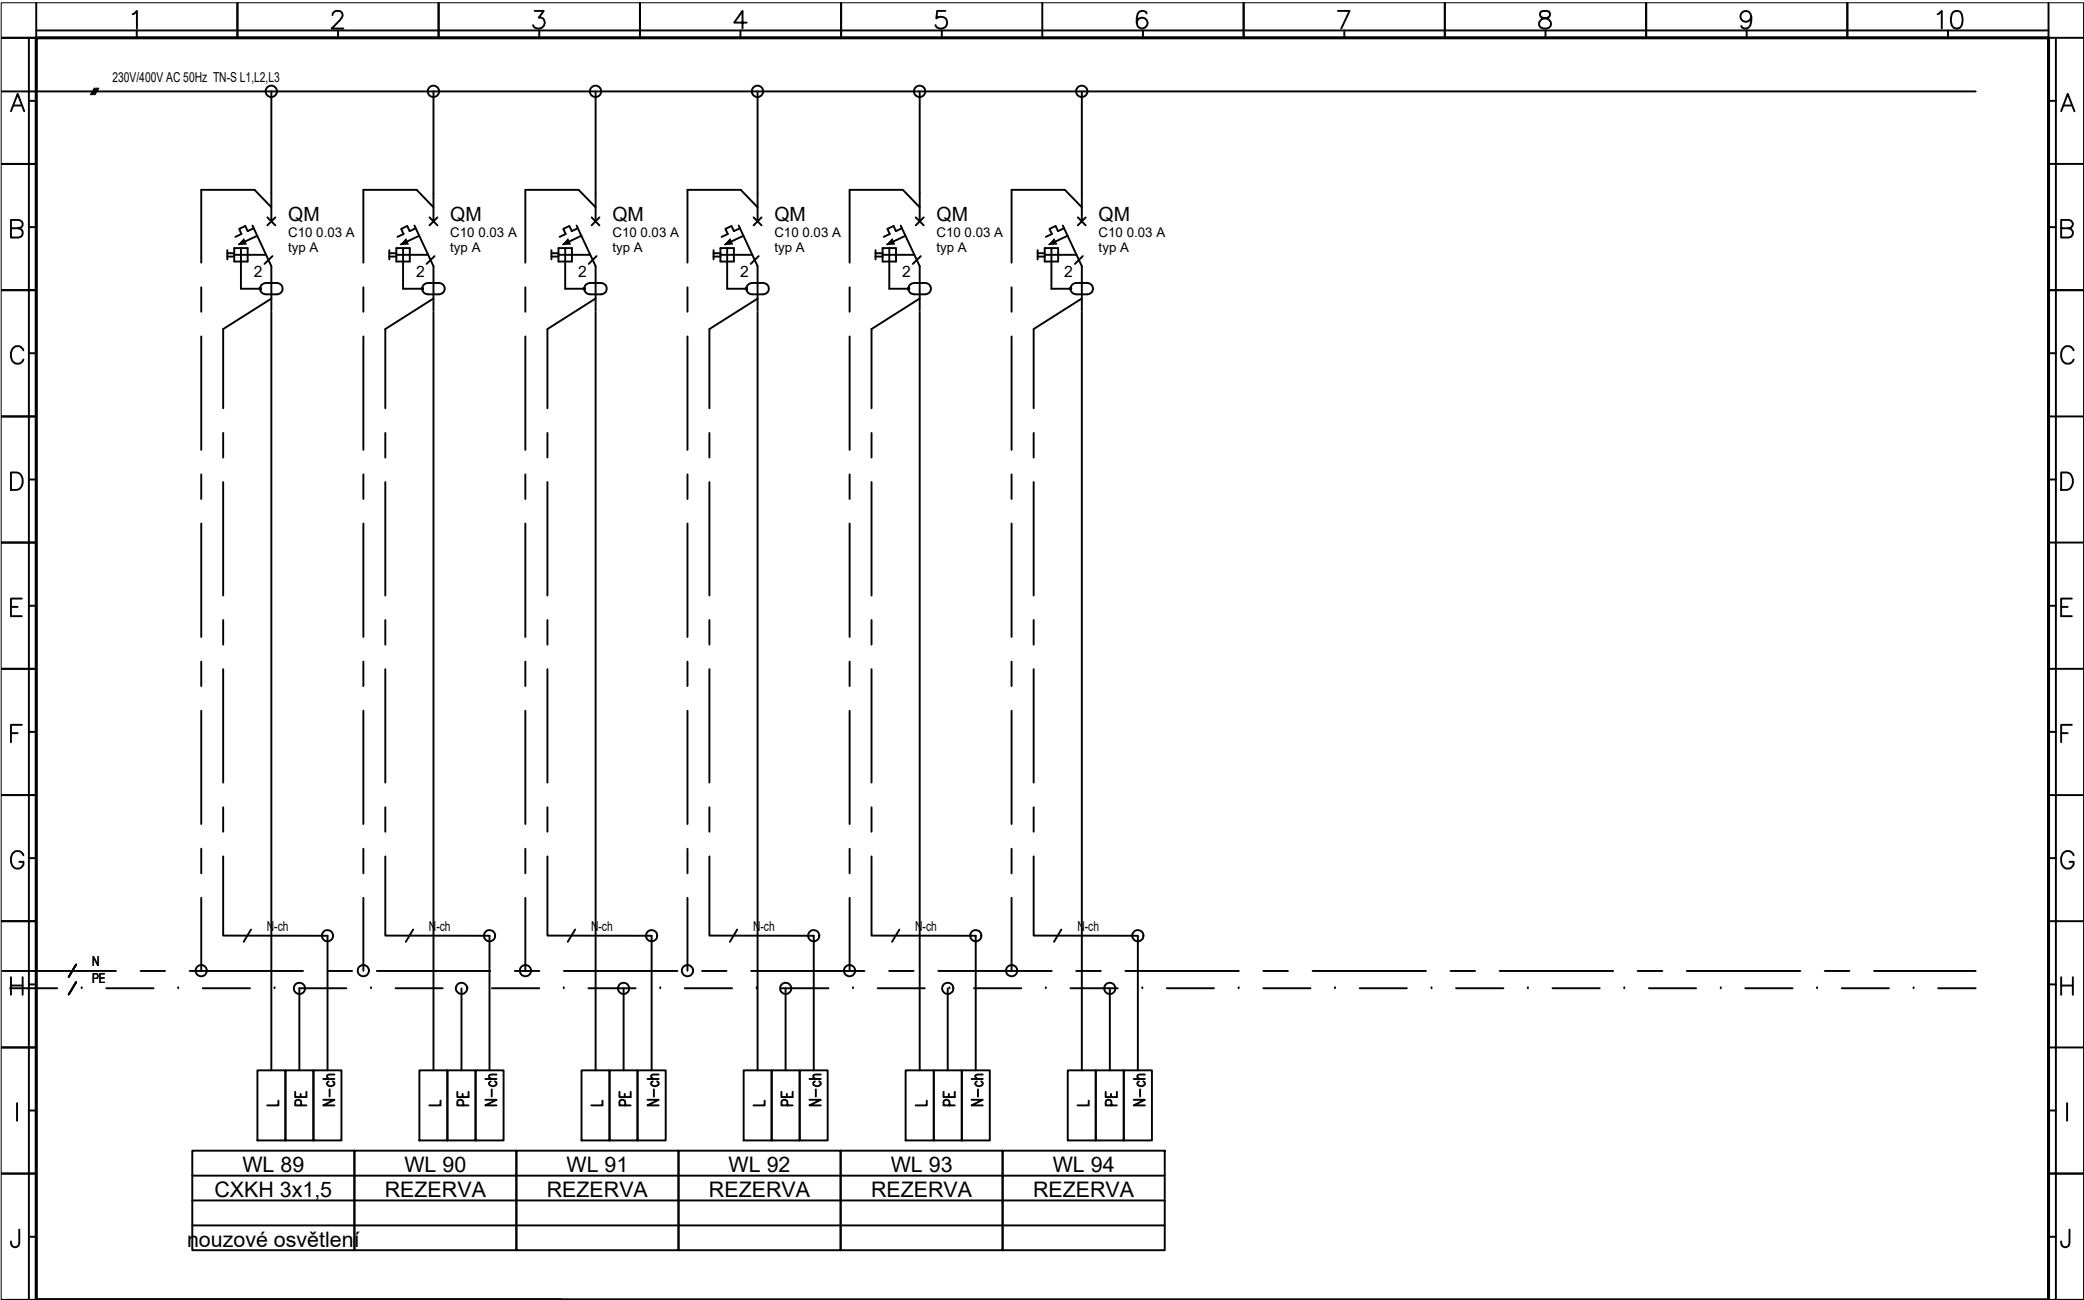 1 2 3 4 5 6 7 8 9 10
230V/400V AC 50Hz TN-S L1,L2,L3
A A
QM QM QM QM QM QM
C10 0.03 A C10 0.03 A C10 0.03 A C10 0.03 A C10 0.03 A C10 0.03 A
typ A typ A typ A typ A typ A typ A
B B
2 2 2 2 2 2
C C
D D
E E
F F
G G
N-ch N-ch N-ch N-ch N-ch N-ch
N
PE
H H
L PE N-ch L PE N-ch L PE N-ch L PE N-ch L PE N-ch L PE N-ch
I I
WL 89 WL 90 WL 91 WL 92 WL 93 WL 94
CXKH 3x1,5 REZERVA REZERVA REZERVA REZERVA REZERVA
nouzové osvětlení
J J